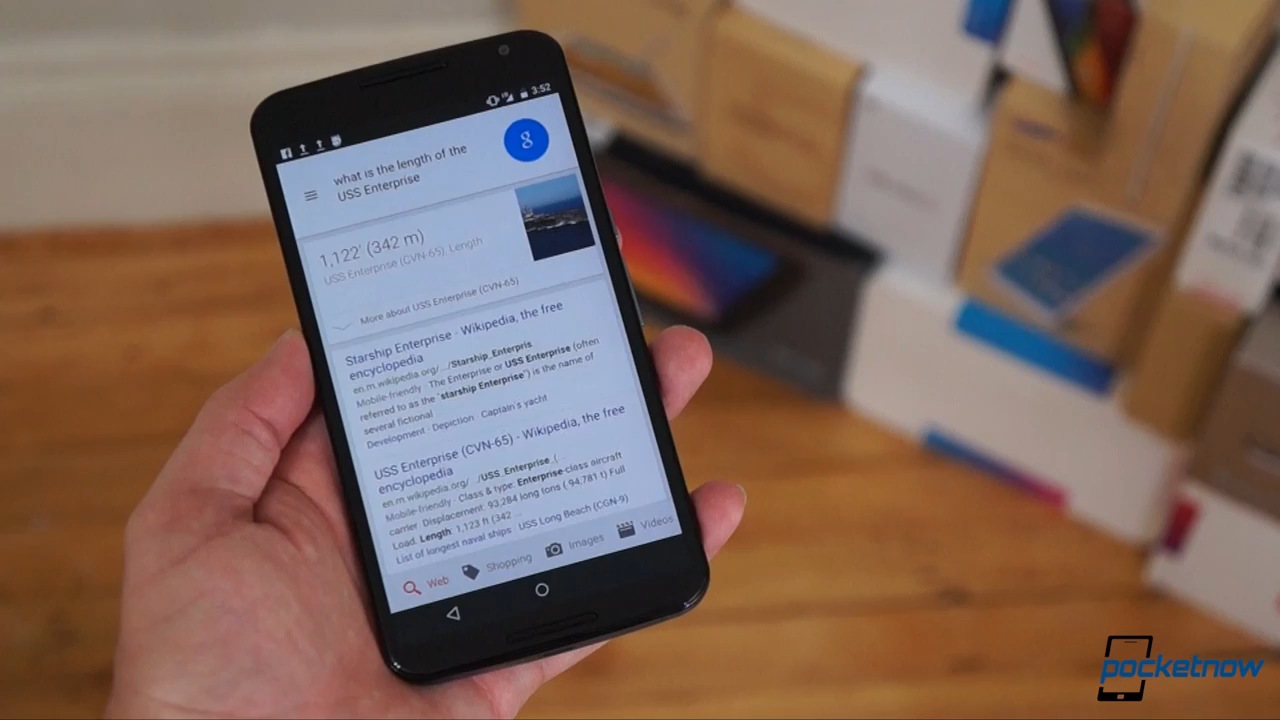 3:52
what is the length of the
USS Enterprise
g
1,122' (342 m)
USS Enterprise (CVN-65), Length
More about USS Enterprise (CVN-65)
Starship Enterprise - Wikipedia, the free
encyclopedia
en.m.wikipedia.org/.../Starship_Enterpris
Mobile-friendly · The Enterprise or USS Enterprise (often
referred to as the "starship Enterprise") is the name of
several fictional
Development · Depiction · Captain's yacht
USS Enterprise (CVN-65) - Wikipedia, the free
encyclopedia
en.m.wikipedia.org/.../USS_Enterprise_(...
Mobile-friendly · Class & type: Enterprise-class aircraft
carrier Displacement: 93,284 long tons ( 94,781 t) Full
Load. Length: 1,123 ft (342 ...
List of longest naval ships · USS Long Beach (CGN-9)
Web Shopping Images Videos
pocketnow